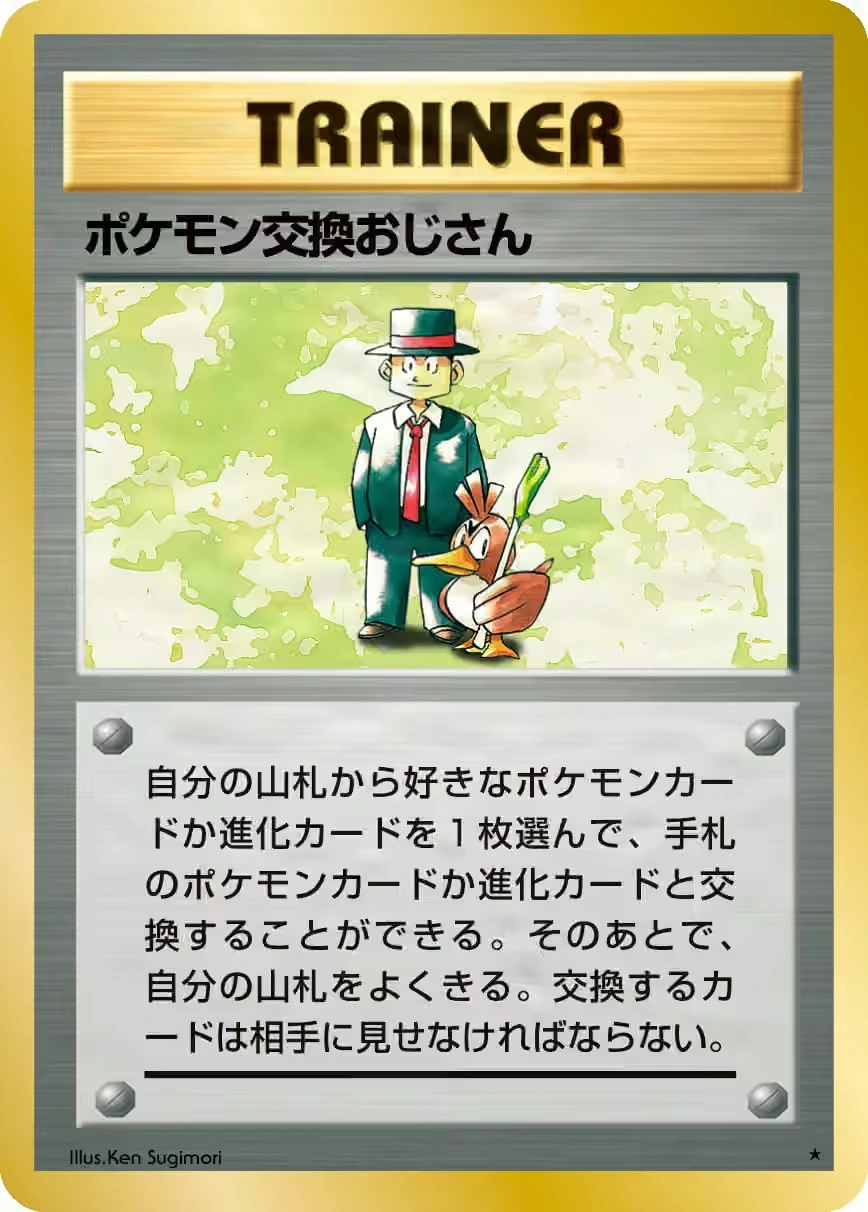 TRAINER
ポケモン交換おじさん
自分の山札から好きなポケモンカー
ドか進化カードを1枚選んで、手札
のポケモンカードか進化カードと交
換することができる。そのあとで、
自分の山札をよくきる。交換するカ
ードは相手に見せなければならない。
Illus.Ken Sugimori
★